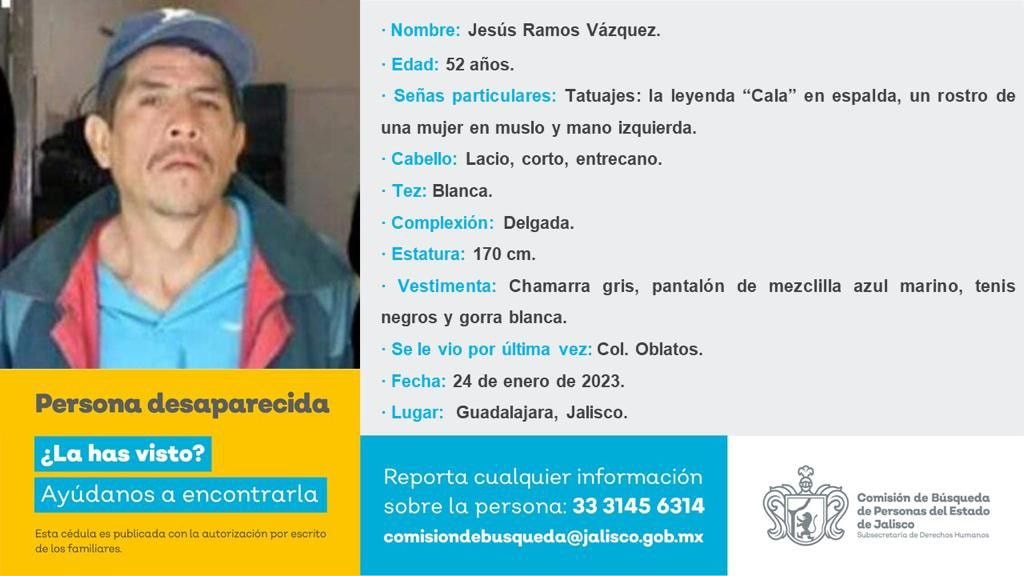 · Nombre: Jesús Ramos Vázquez.
· Edad: 52 años.
· Señas particulares: Tatuajes: la leyenda “Cala” en espalda, un rostro de
una mujer en muslo y mano izquierda.
· Cabello: Lacio, corto, entrecano.
· Tez: Blanca.
· Complexión: Delgada.
· Estatura: 170 cm.
· Vestimenta: Chamarra gris, pantalón de mezclilla azul marino, tenis
negros y gorra blanca.
· Se le vio por última vez: Col. Oblatos.
· Fecha: 24 de enero de 2023.
· Lugar: Guadalajara, Jalisco.
Persona desaparecida
¿La has visto?
Ayúdanos a encontrarla
Esta cédula es publicada con la autorización por escrito
de los familiares.
Reporta cualquier información
sobre la persona: 33 3145 6314
comisiondebusqueda@jalisco.gob.mx
Comisión de Búsqueda
de Personas del Estado
de Jalisco
Subsecretaría de Derechos Humanos